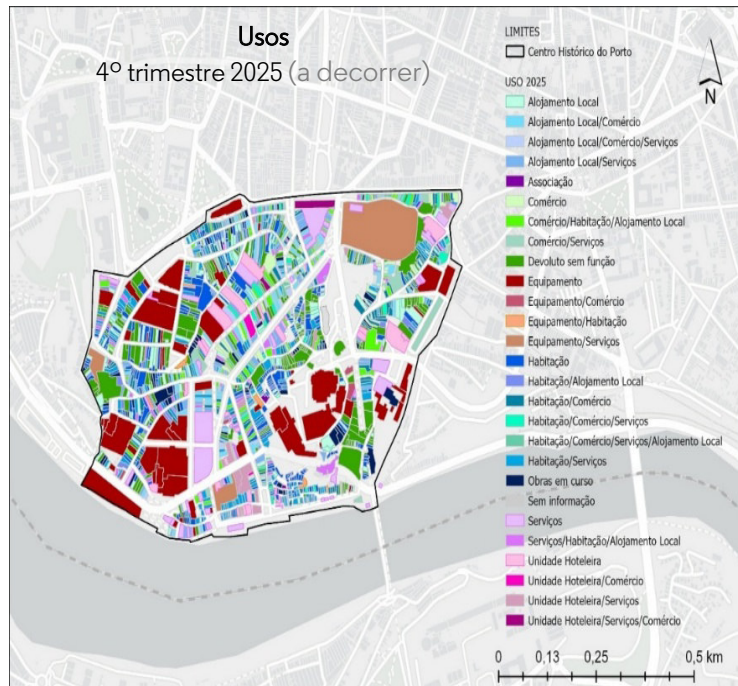 Usos
4º trimestre 2025 (a decorrer)
LIMITES
Centro Histórico do Porto
USO 2025
Alojamento Local
Alojamento Local/Comércio
Alojamento Local/Comércio/Serviços
Alojamento Local/Serviços
Associação
Comércio
Comércio/Habitação/Alojamento Local
Comércio/Serviços
Devoluto sem função
Equipamento
Equipamento/Comércio
Equipamento/Habitação
Equipamento/Serviços
Habitação
Habitação/Alojamento Local
Habitação/Comércio
Habitação/Comércio/Serviços
Habitação/Comércio/Serviços/Alojamento Local
Habitação/Serviços
Obras em curso
Sem informação
Serviços
Serviços/Habitação/Alojamento Local
Unidade Hoteleira
Unidade Hoteleira/Comércio
Unidade Hoteleira/Serviços
Unidade Hoteleira/Serviços/Comércio
N
0 0,13 0,25 0,5 km